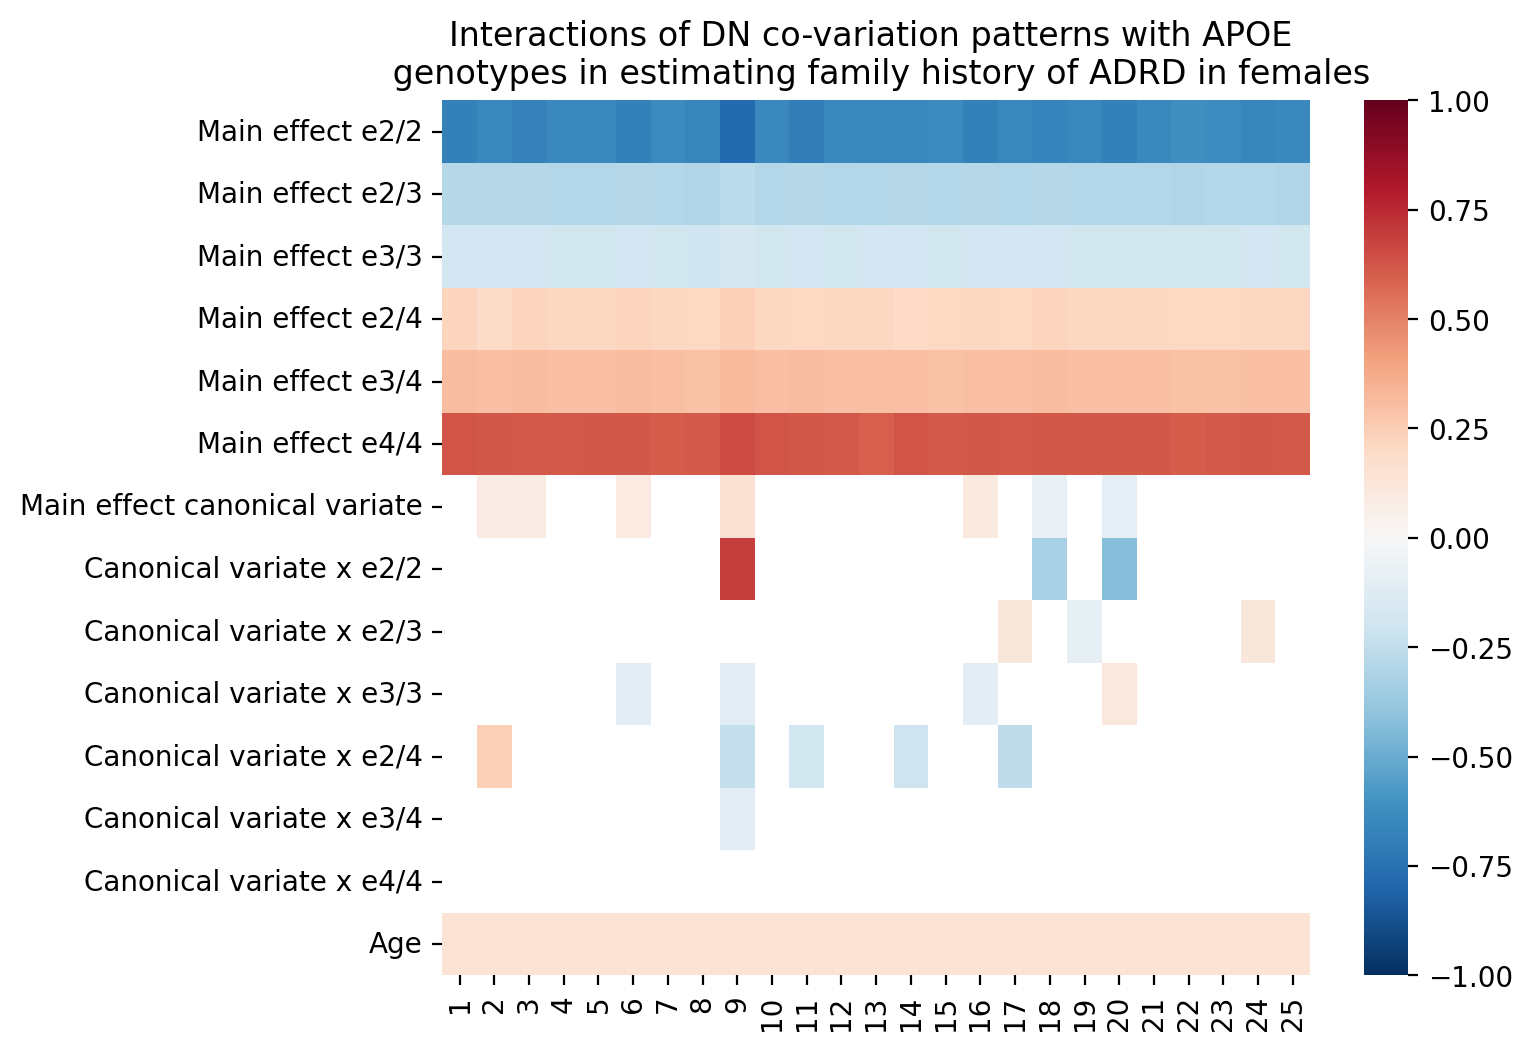 Interactions of DN co-variation patterns with APOE
genotypes in estimating family history of ADRD in females
Main effect e2/2
Main effect e2/3
Main effect e3/3
Main effect e2/4
Main effect e3/4
Main effect e4/4
Main effect canonical variate
Canonical variate x e2/2
Canonical variate x e2/3
Canonical variate x e3/3
Canonical variate x e2/4
Canonical variate x e3/4
Canonical variate x e4/4
Age
1 2 3 4 5 6 7 8 9 10 11 12 13 14 15 16 17 18 19 20 21 22 23 24 25
1.00
0.75
0.50
0.25
0.00
−0.25
−0.50
−0.75
−1.00